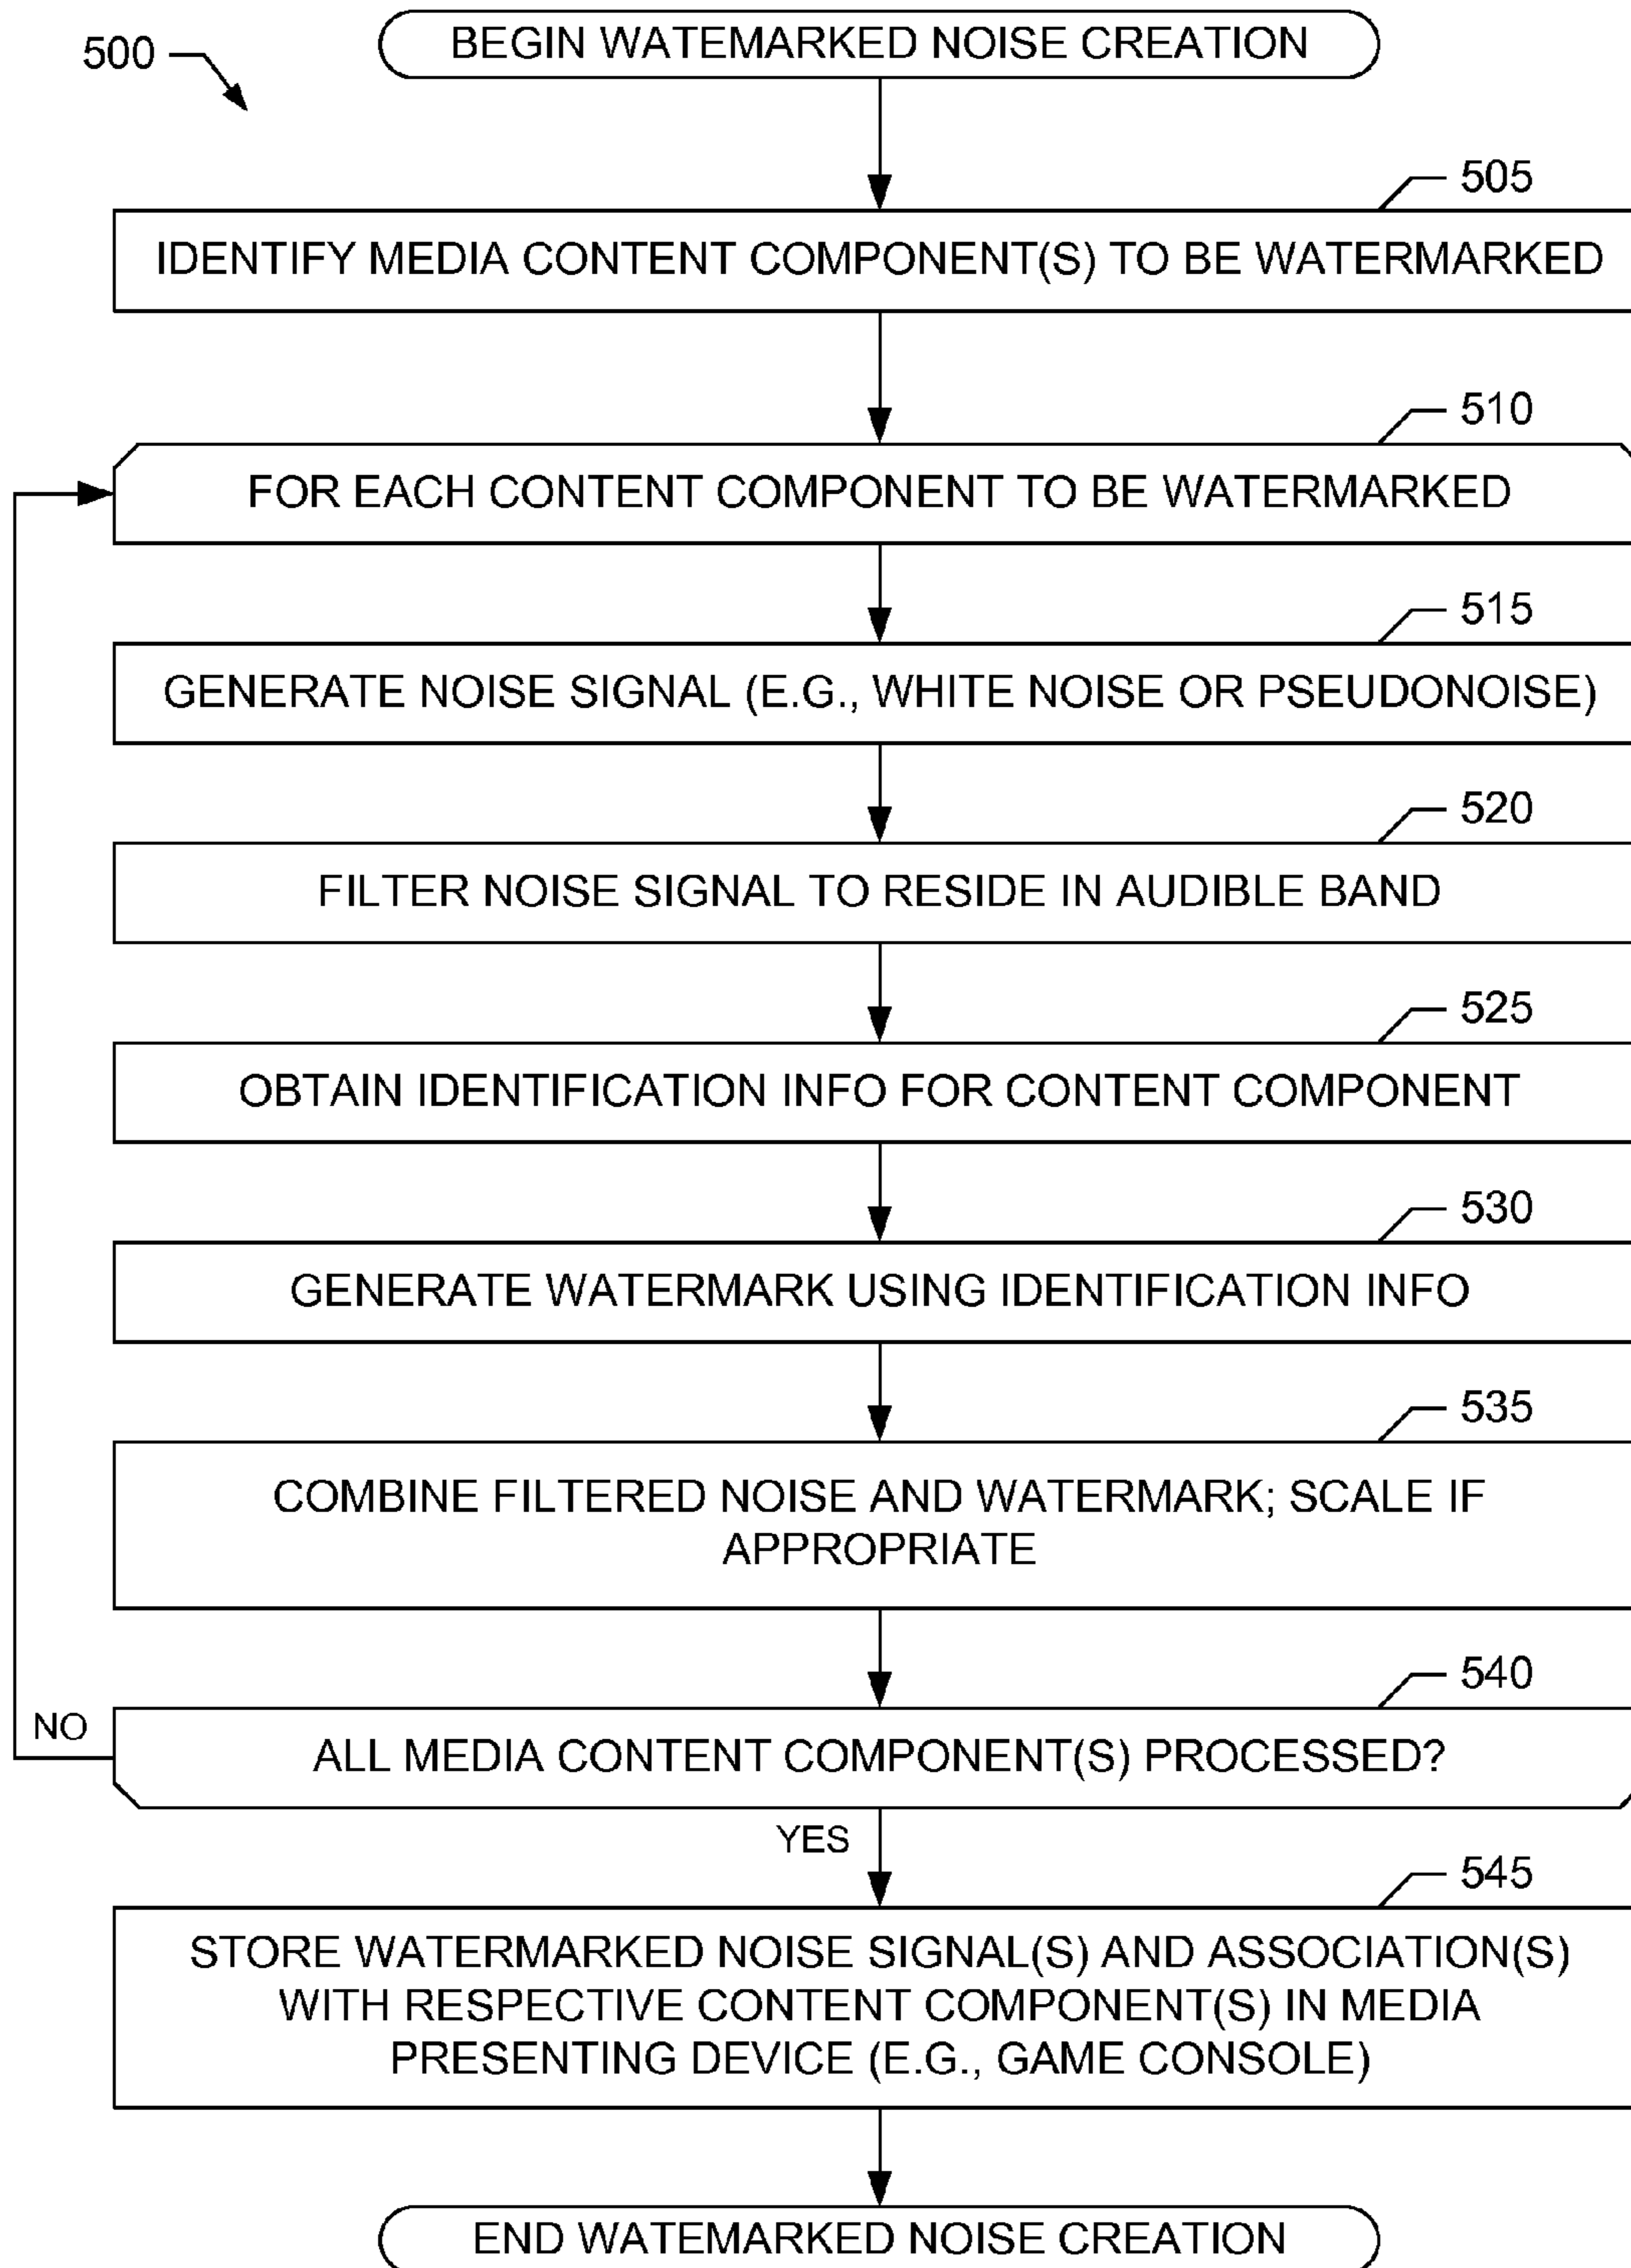 500
BEGIN WATEMARKED NOISE CREATION
505
IDENTIFY MEDIA CONTENT COMPONENT(S) TO BE WATERMARKED
510
FOR EACH CONTENT COMPONENT TO BE WATERMARKED
515
GENERATE NOISE SIGNAL (E.G., WHITE NOISE OR PSEUDONOISE)
520
FILTER NOISE SIGNAL TO RESIDE IN AUDIBLE BAND
525
OBTAIN IDENTIFICATION INFO FOR CONTENT COMPONENT
530
GENERATE WATERMARK USING IDENTIFICATION INFO
535
COMBINE FILTERED NOISE AND WATERMARK; SCALE IF
APPROPRIATE
540
NO
ALL MEDIA CONTENT COMPONENT(S) PROCESSED?
YES
545
STORE WATERMARKED NOISE SIGNAL(S) AND ASSOCIATION(S)
WITH RESPECTIVE CONTENT COMPONENT(S) IN MEDIA
PRESENTING DEVICE (E.G., GAME CONSOLE)
END WATEMARKED NOISE CREATION